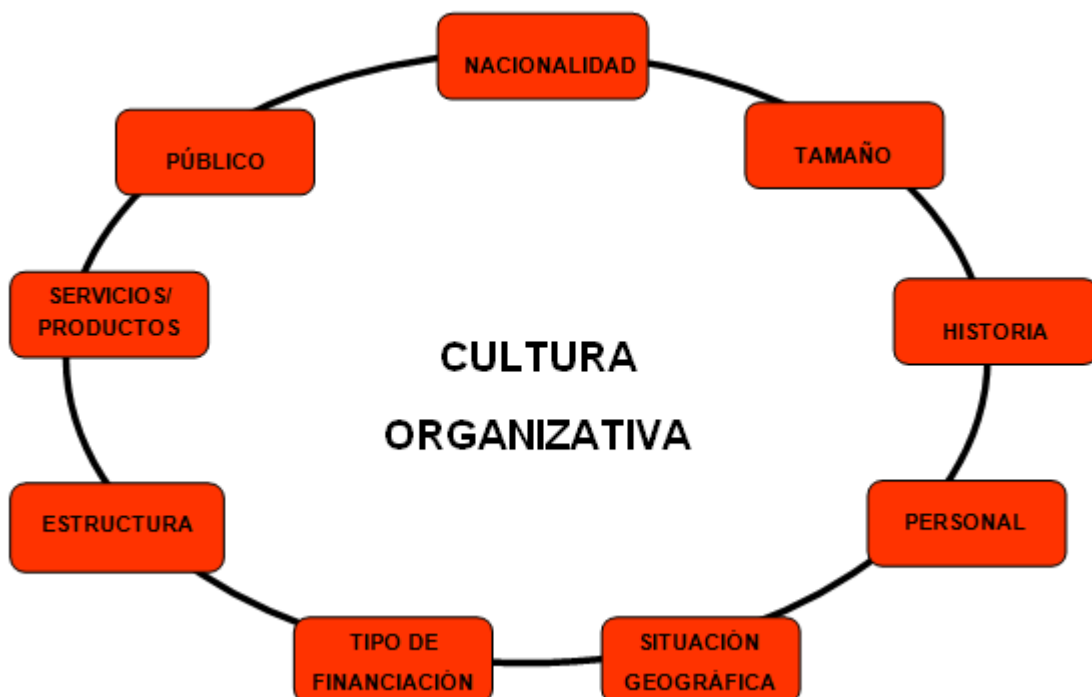 NACIONALIDAD
TAMAÑO
HISTORIA
PERSONAL
SITUACIÓN
GEOGRÁFICA
TIPO DE
FINANCIACIÓN
ESTRUCTURA
SERVICIOS/
PRODUCTOS
PÚBLICO
CULTURA
ORGANIZATIVA